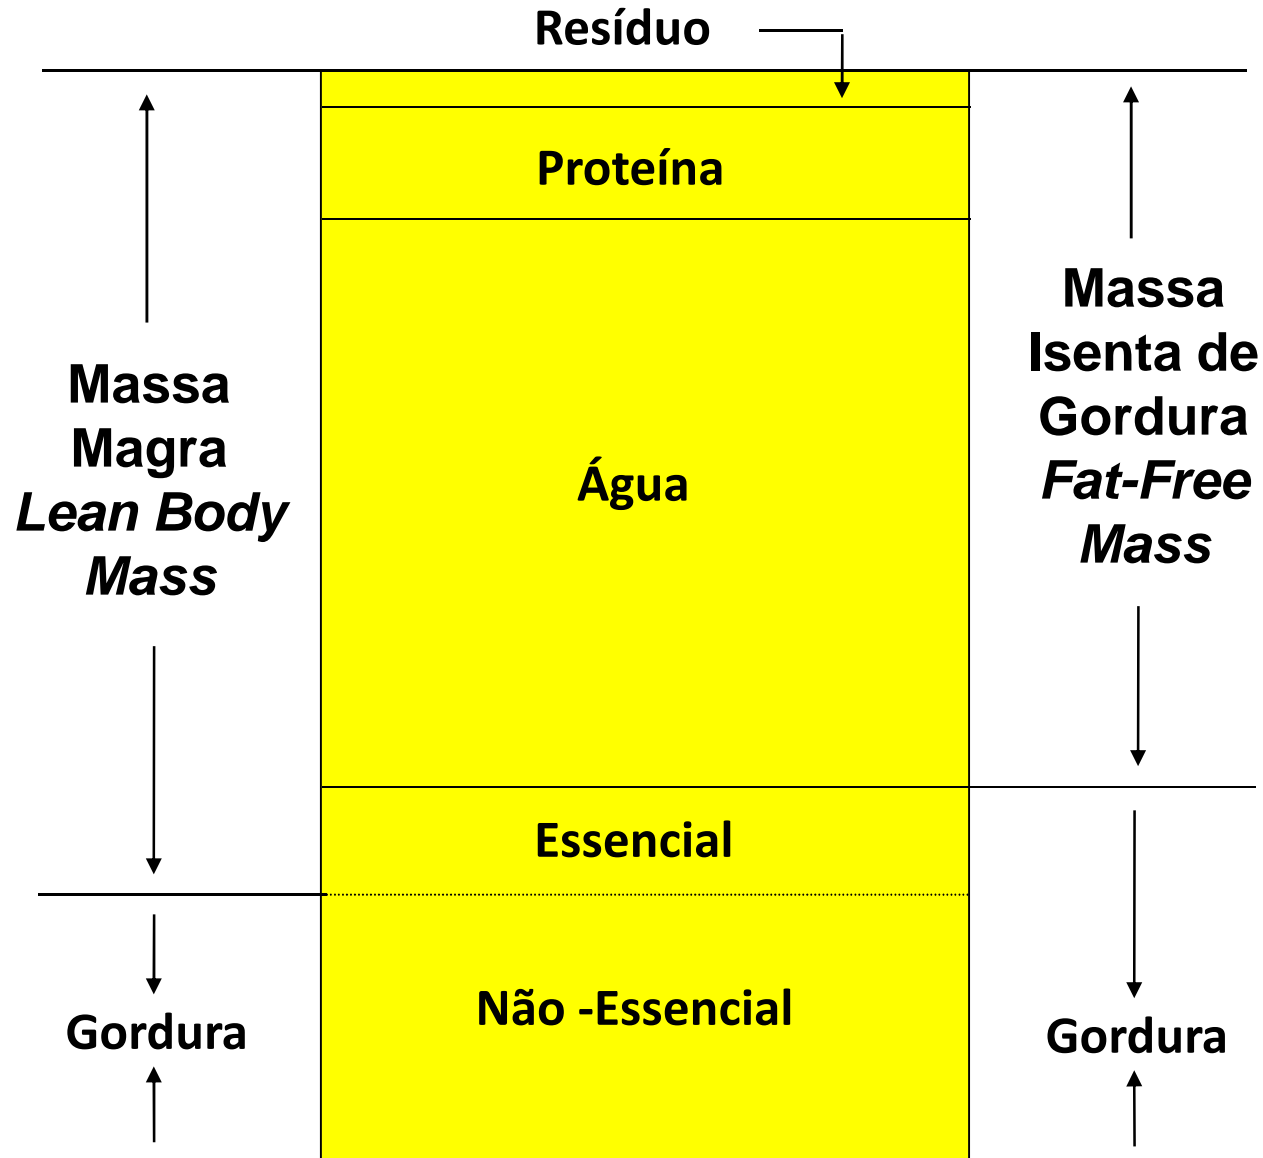 Resíduo
Proteína
Massa
Magra
Lean Body
Mass
Água
Massa
Isenta de
Gordura
Fat-Free
Mass
Essencial
Não -Essencial
Gordura
Gordura